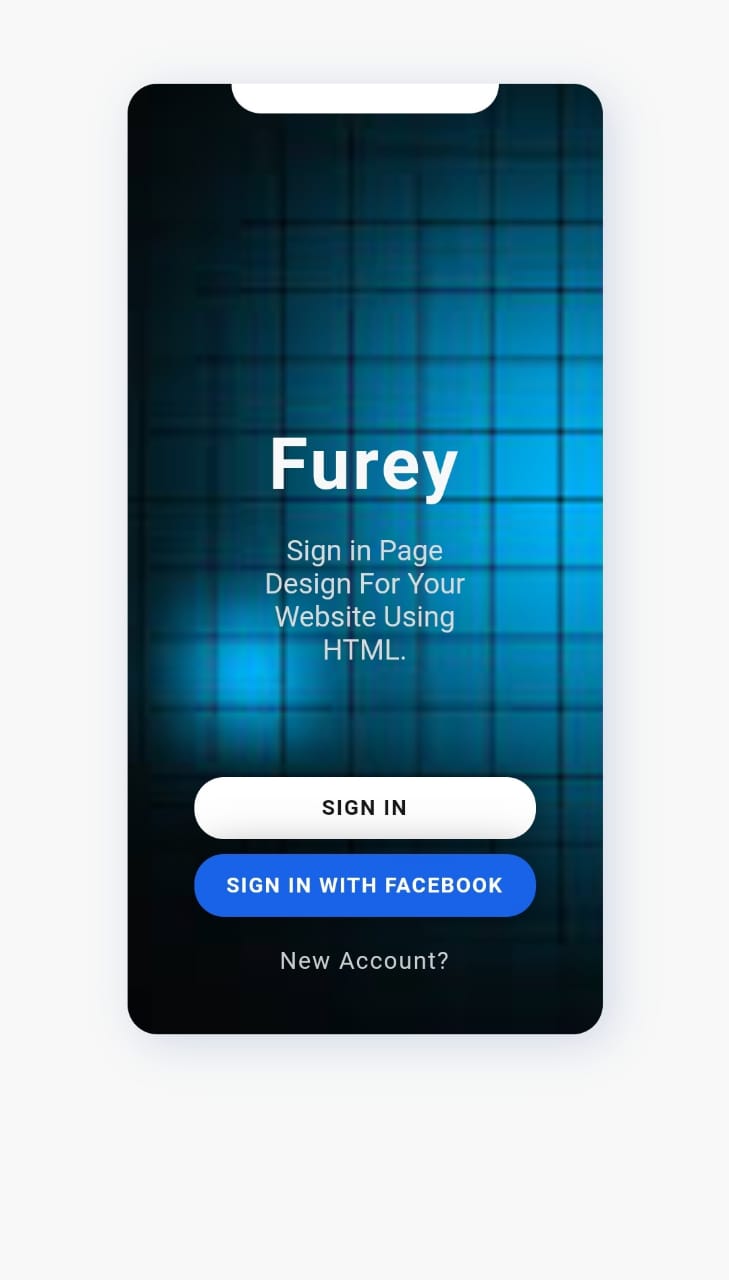 Furey
Sign in Page
Design For Your
Website Using
HTML.
SIGN IN
SIGN IN WITH FACEBOOK
New Account?